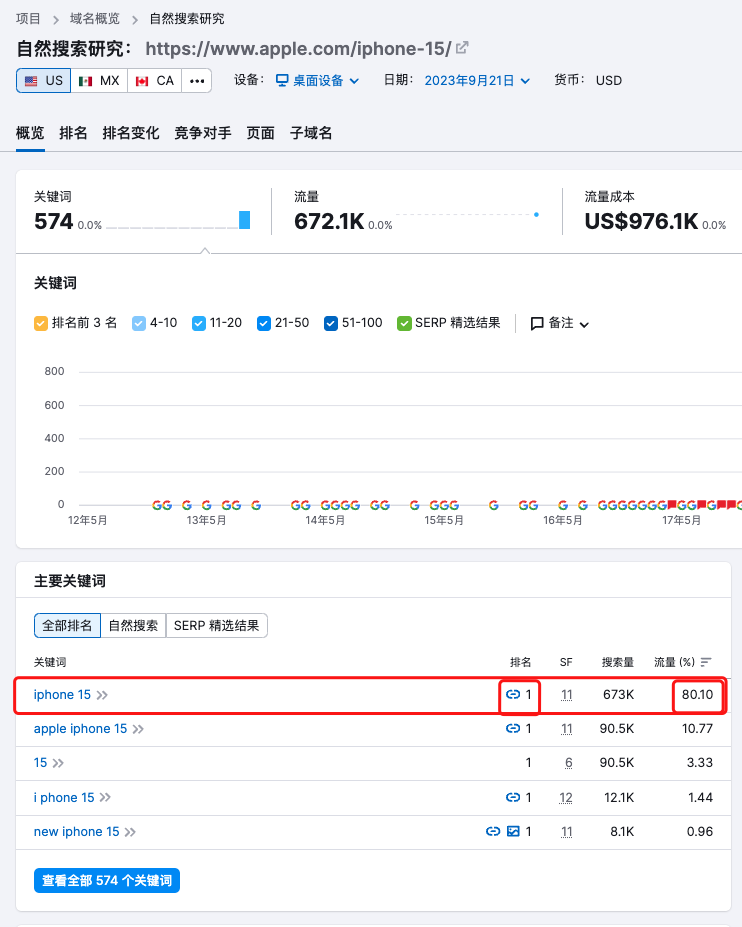 项目 > 域名概览 > 自然搜索研究
自然搜索研究： https://www.apple.com/iphone-15/
US MX CA ••• 设备： 桌面设备 日期： 2023年9月21日 货币： USD
概览 排名 排名变化 竞争对手 页面 子域名
关键词 流量 流量成本
574 0.0% 672.1K 0.0% US$976.1K 0.0%
关键词
排名前 3 名 4-10 11-20 21-50 51-100 SERP 精选结果 备注
800
600
400
200
0
12年5月 13年5月 14年5月 15年5月 16年5月 17年5月
主要关键词
全部排名 自然搜索 SERP 精选结果
关键词 排名 SF 搜索量 流量 (%)
iphone 15 1 11 673K 80.10
apple iphone 15 1 11 90.5K 10.77
15 1 6 90.5K 3.33
i phone 15 1 12 12.1K 1.44
new iphone 15 1 11 8.1K 0.96
查看全部 574 个关键词